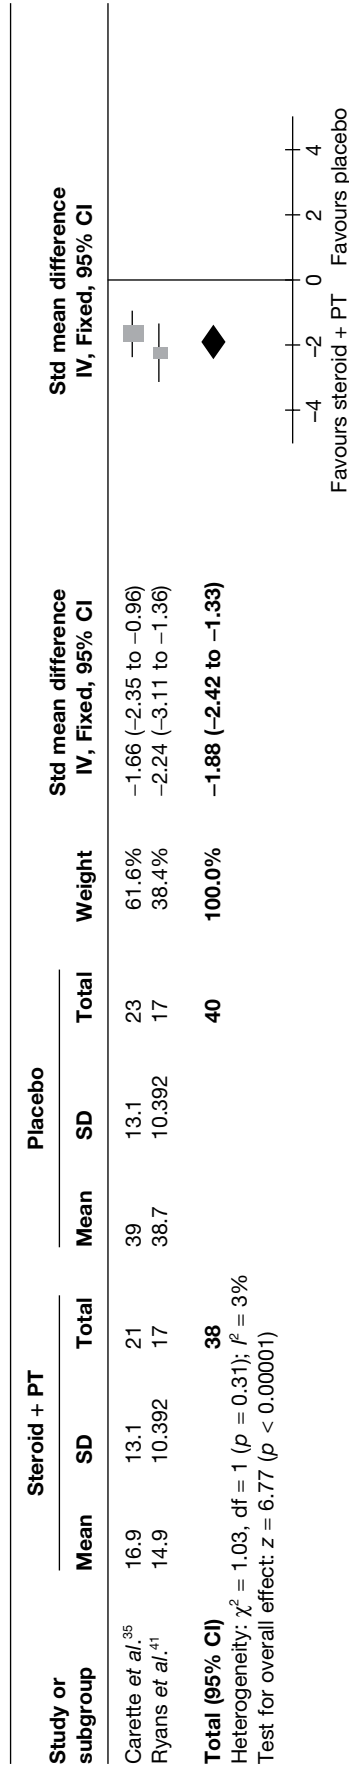 Steroid + PT Placebo Std mean difference Std mean difference
Study or
subgroup Mean SD Total Mean SD Total Weight IV, Fixed, 95% CI IV, Fixed, 95% CI
Carette et al.35 16.9 13.1 21 39 13.1 23 61.6% −1.66 (−2.35 to −0.96)
Ryans et al.41 14.9 10.392 17 38.7 10.392 17 38.4% −2.24 (−3.11 to −1.36)
Total (95% CI) 38 40 100.0% −1.88 (−2.42 to −1.33)
Heterogeneity: χ2 = 1.03, df = 1 (p = 0.31); I2 = 3%
Test for overall effect: z = 6.77 (p < 0.00001)
−4 −2 0 2 4
Favours steroid + PT Favours placebo